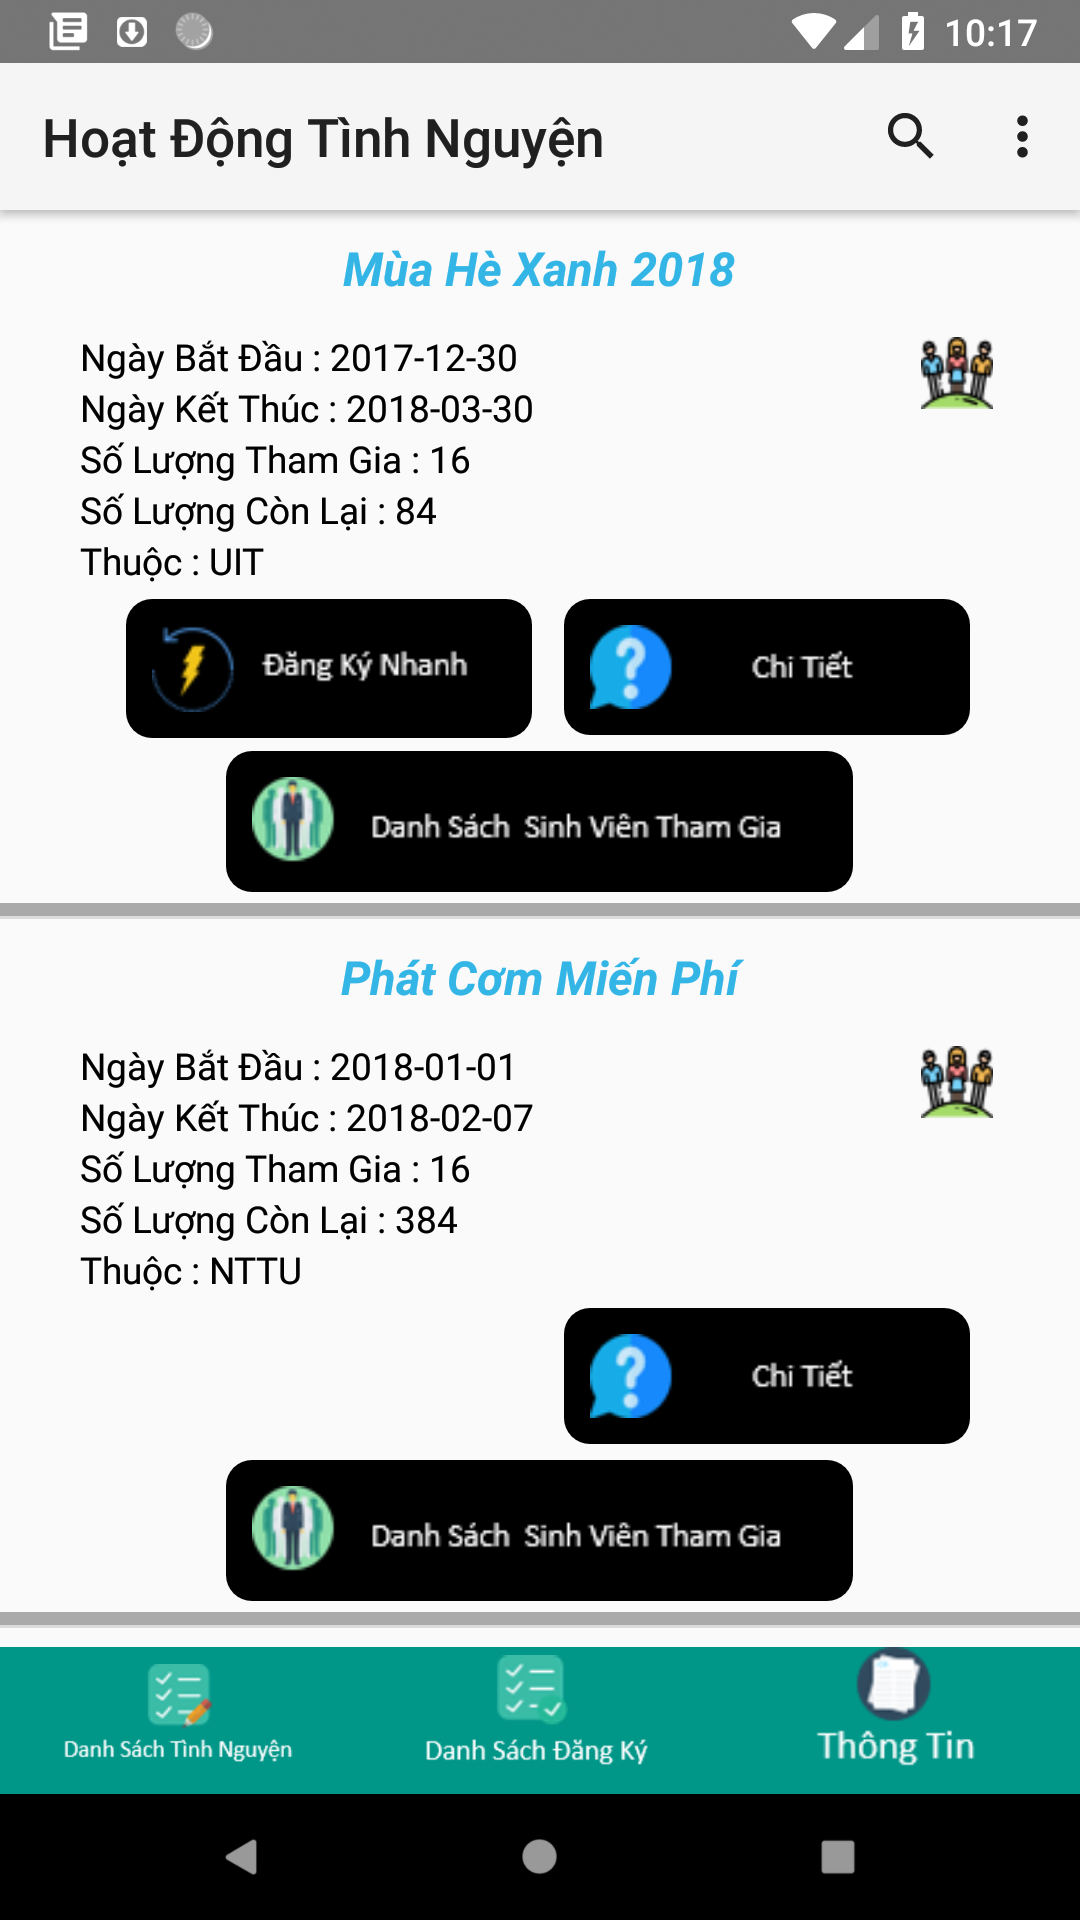 10:17
Hoạt Động Tình Nguyện
Mùa Hè Xanh 2018
Ngày Bắt Đầu : 2017-12-30
Ngày Kết Thúc : 2018-03-30
Số Lượng Tham Gia : 16
Số Lượng Còn Lại : 84
Thuộc : UIT
Đăng Ký Nhanh
Chi Tiết
Danh Sách Sinh Viên Tham Gia
Phát Cơm Miến Phí
Ngày Bắt Đầu : 2018-01-01
Ngày Kết Thúc : 2018-02-07
Số Lượng Tham Gia : 16
Số Lượng Còn Lại : 384
Thuộc : NTTU
Chi Tiết
Danh Sách Sinh Viên Tham Gia
Danh Sách Tình Nguyện
Danh Sách Đăng Ký
Thông Tin